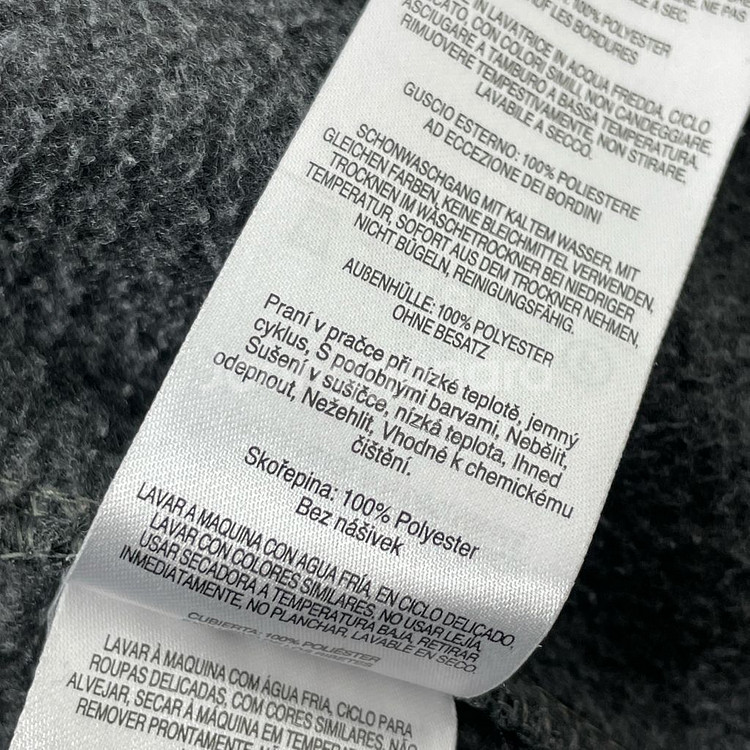 NE PAS
À SEC.
100% POLYESTER
SAUF LES BORDURES
IN LAVATRICE IN ACQUA FREDDA, CICLO
DELICATO, CON COLORI SIMILI, NON CANDEGGIARE,
ASCIUGARE A TAMBURO A BASSA TEMPERATURA,
RIMUOVERE TEMPESTIVAMENTE, NON STIRARE,
LAVABILE A SECCO.
GUSCIO ESTERNO: 100% POLIESTERE
AD ECCEZIONE DEI BORDINI
SCHONWASCHGANG MIT KALTEM WASSER, MIT
GLEICHEN FARBEN, KEINE BLEICHMITTEL VERWENDEN,
TROCKNEN IM WÄSCHETROCKNER BEI NIEDRIGER
TEMPERATUR, SOFORT AUS DEM TROCKNER NEHMEN,
NICHT BÜGELN, REINIGUNGSFÄHIG.
AUßENHÜLLE: 100% POLYESTER
OHNE BESATZ
Praní v pračce při nízké teplotě, jemný
cyklus, S podobnými barvami, Nebělit,
Sušení v sušičce, nízká teplota, Ihned
odepnout, Nežehlit, Vhodné k chemickému
čištění.
Skořepina: 100% Polyester
Bez nášivek
LAVAR A MAQUINA CON AGUA FRÍA, EN CICLO DELICADO,
LAVAR CON COLORES SIMILARES, NO USAR LEJÍA,
USAR SECADORA A TEMPERATURA BAJA, RETIRAR
INMEDIATAMENTE, NO PLANCHAR. LAVABLE EN SECO.
CUBIERTA: 100% POLIÉSTER
LAVAR À MAQUINA COM ÁGUA FRIA, CICLO PARA
ROUPAS DELICADAS, COM CORES SIMILARES, NÃO
ALVEJAR, SECAR À MÁQUINA EM TEMPERAT
REMOVER PRONTAMENTE,